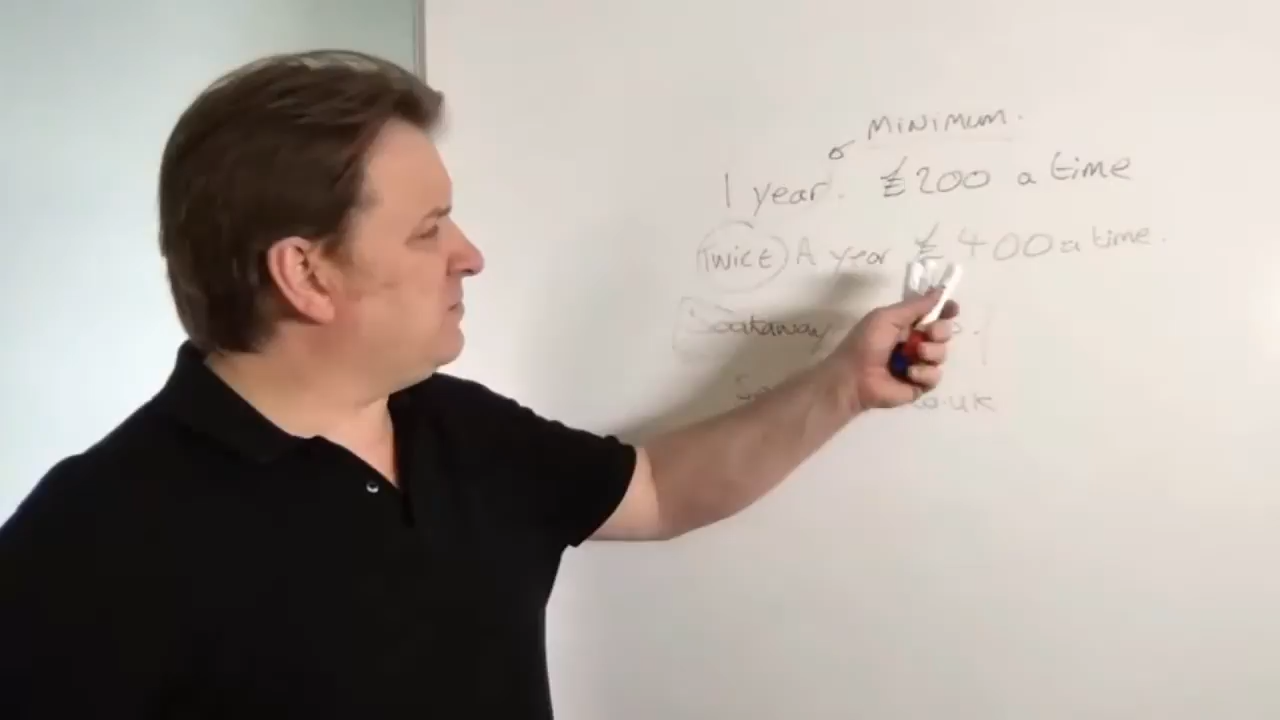 MINIMUM.
1 year. £200 a time
Twice A year £400 a time.
Soakaway
co.uk